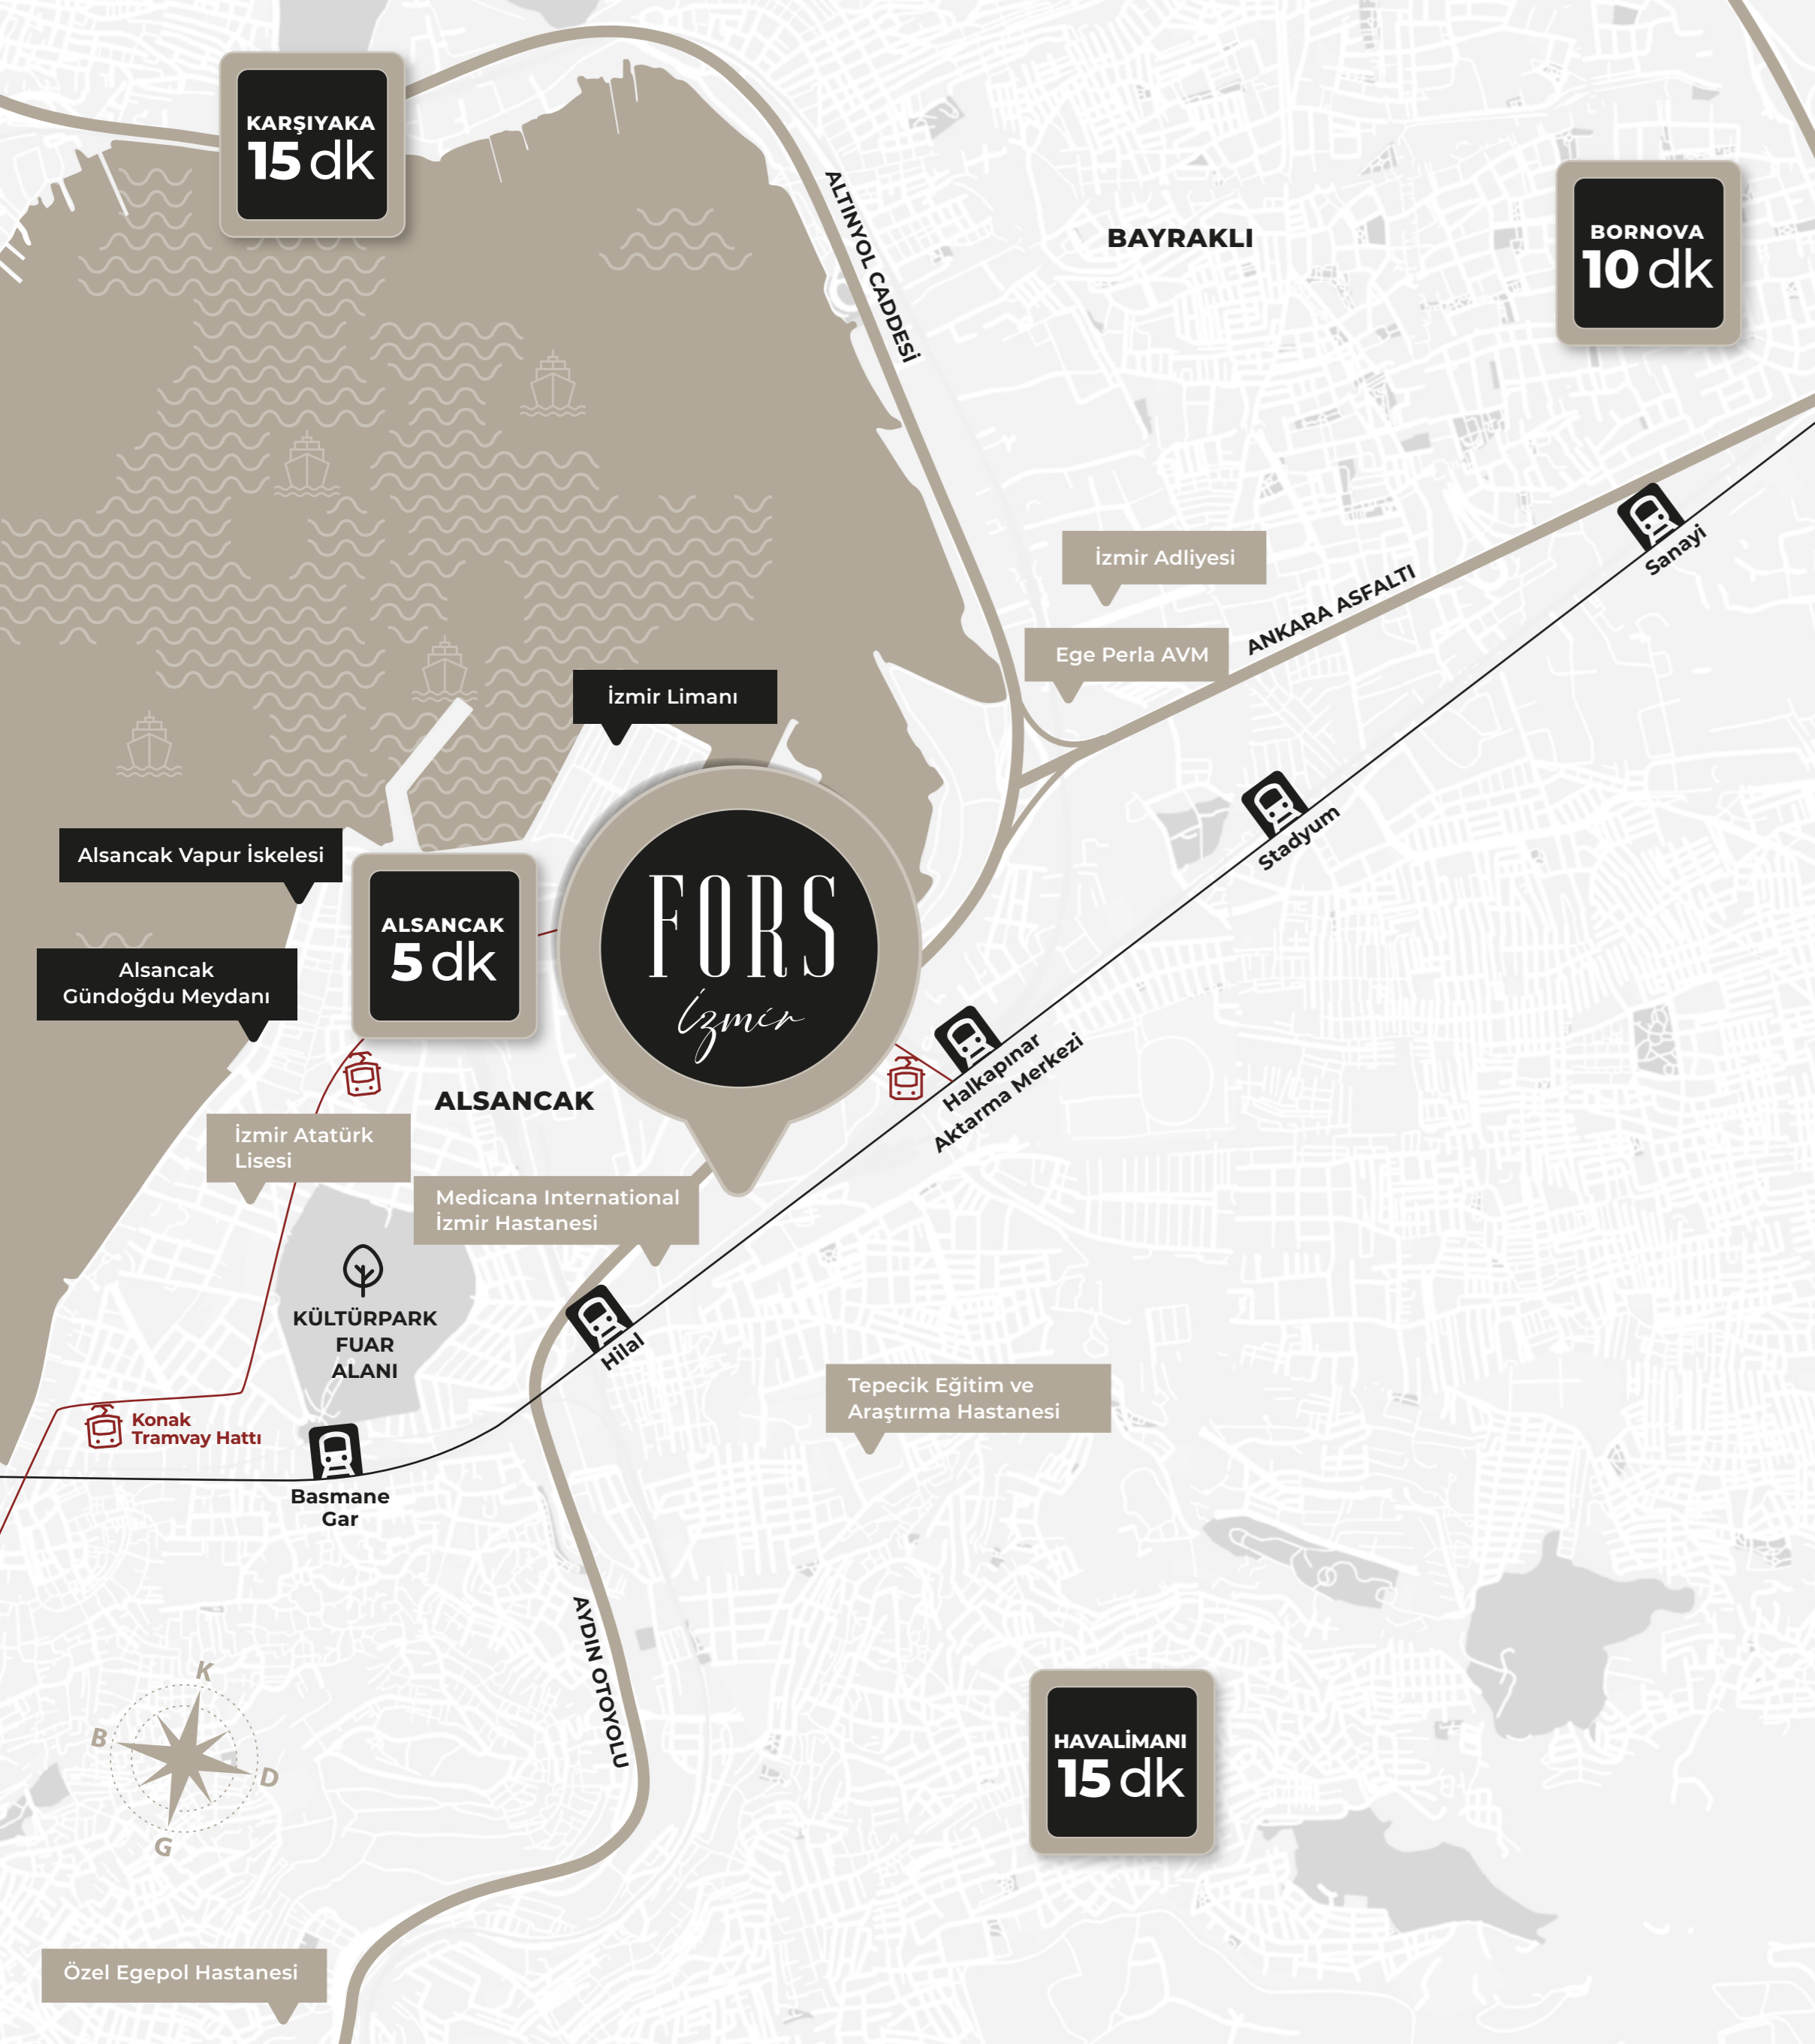 KARŞIYAKA
15 dk
ALTINYOL CADDESİ
BAYRAKLI
BORNOVA
10 dk
İzmir Adliyesi
Sanayi
ANKARA ASFALTI
Ege Perla AVM
İzmir Limanı
Stadyum
Alsancak Vapur İskelesi
ALSANCAK
5 dk
FORS
İzmir
Alsancak
Gündoğdu Meydanı
Halkapınar
Aktarma Merkezi
ALSANCAK
İzmir Atatürk
Lisesi
Medicana International
İzmir Hastanesi
KÜLTÜRPARK
FUAR
ALANI
Hilal
Tepecik Eğitim ve
Araştırma Hastanesi
Konak
Tramvay Hattı
Basmane
Gar
AYDIN OTOYOLU
K
B
D
G
HAVALİMANI
15 dk
Özel Egepol Hastanesi